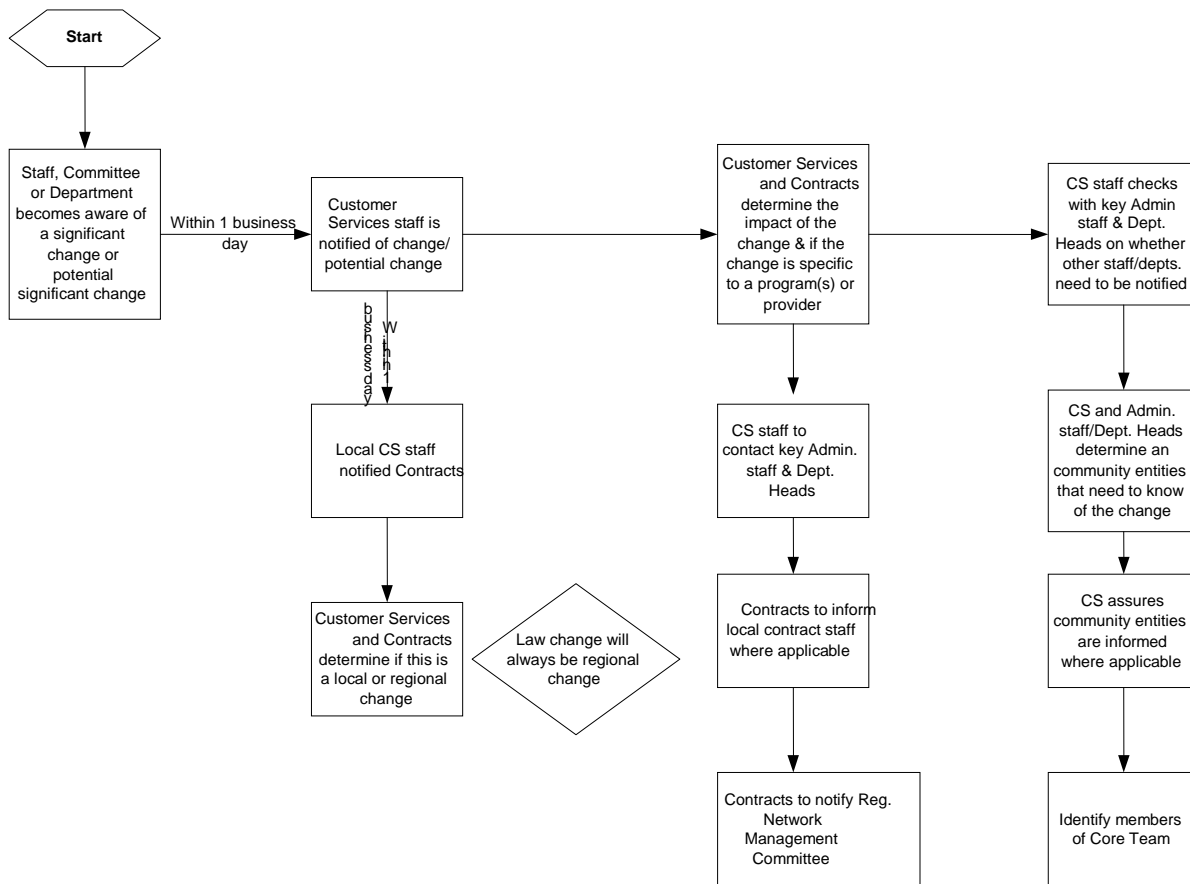 Start
Staff, Committee
or Department
becomes aware of
a significant
change or
potential
significant change
Within 1 business
day
Customer
Services staff is
notified of change/
potential change
Within 1
business day
Local CS staff
notified Contracts
Customer Services
and Contracts
determine if this is
a local or regional
change
Law change will
always be regional
change
Customer Services
and Contracts
determine the
impact of the
change & if the
change is specific
to a program(s) or
provider
CS staff to
contact key Admin.
staff & Dept.
Heads
Contracts to inform
local contract staff
where applicable
Contracts to notify Reg.
Network
Management
Committee
CS staff checks
with key Admin
staff & Dept.
Heads on whether
other staff/depts.
need to be notified
CS and Admin.
staff/Dept. Heads
determine an
community entities
that need to know
of the change
CS assures
community entities
are informed
where applicable
Identify members
of Core Team